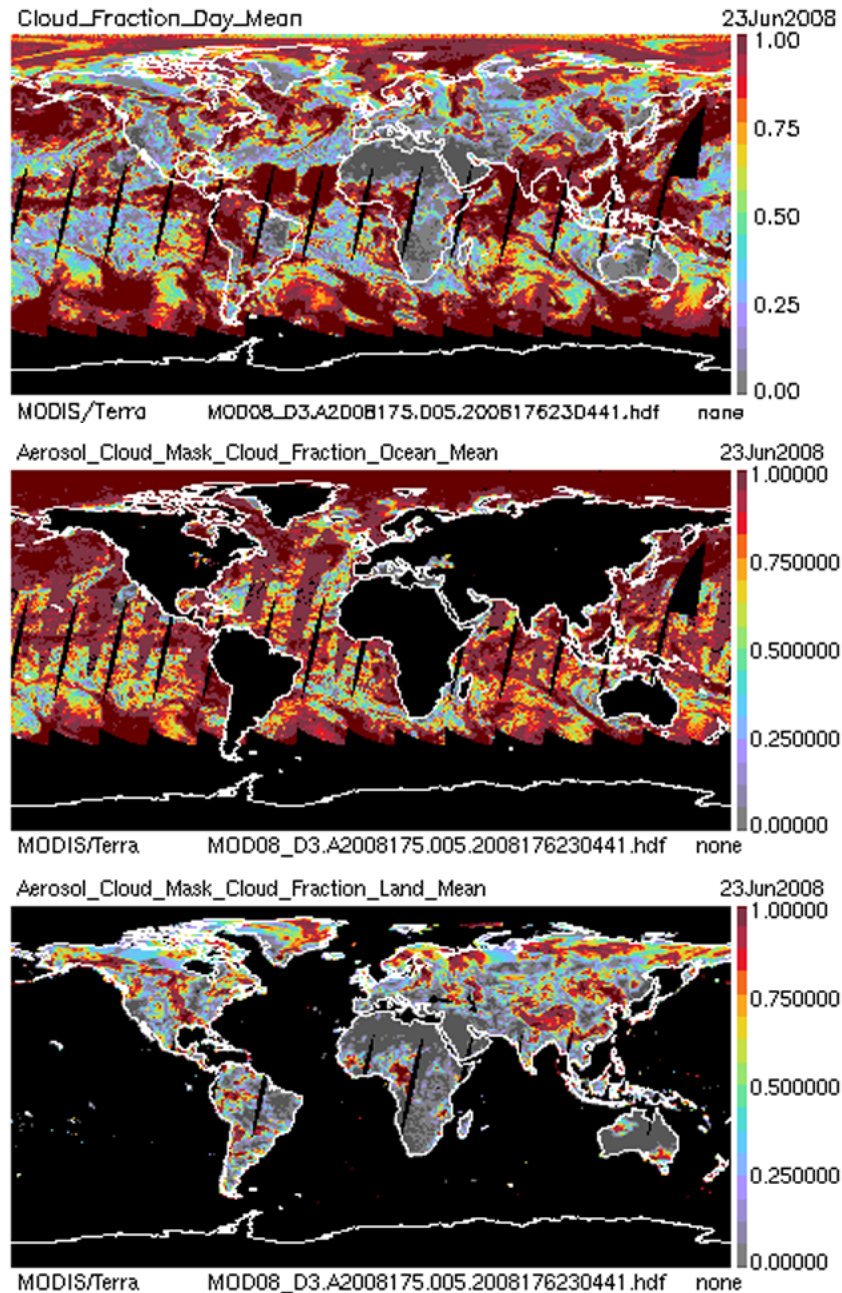 Cloud_Fraction_Day_Mean 23Jun2008
1.00
0.75
0.50
0.25
0.00
MODIS/Terra MOD08_D3.A2008175.005.2008176230441.hdf none
Aerosol_Cloud_Mask_Cloud_Fraction_Ocean_Mean 23Jun2008
1.00000
0.750000
0.500000
0.250000
0.00000
MODIS/Terra MOD08_D3.A2008175.005.2008176230441.hdf none
Aerosol_Cloud_Mask_Cloud_Fraction_Land_Mean 23Jun2008
1.00000
0.750000
0.500000
0.250000
0.00000
MODIS/Terra MOD08_D3.A2008175.005.2008176230441.hdf none